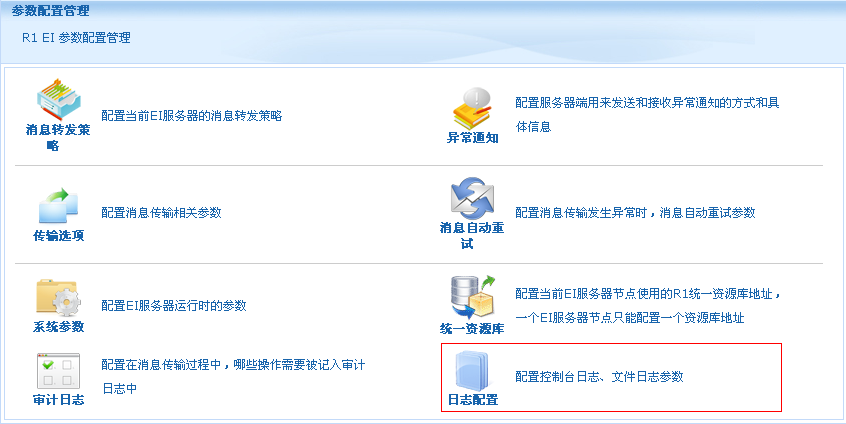 参数配置管理
R1 EI 参数配置管理
消息转发策
略
配置当前EI服务器的消息转发策略
异常通知
配置服务器端用来发送和接收异常通知的方式和具
体信息
传输选项
配置消息传输相关参数
消息自动重
试
配置消息传输发生异常时，消息自动重试参数
系统参数
配置EI服务器运行时的参数
统一资源库
配置当前EI服务器节点使用的R1统一资源库地址，
一个EI服务器节点只能配置一个资源库地址
审计日志
配置在消息传输过程中，哪些操作需要被记入审计
日志中
日志配置
配置控制台日志、文件日志参数